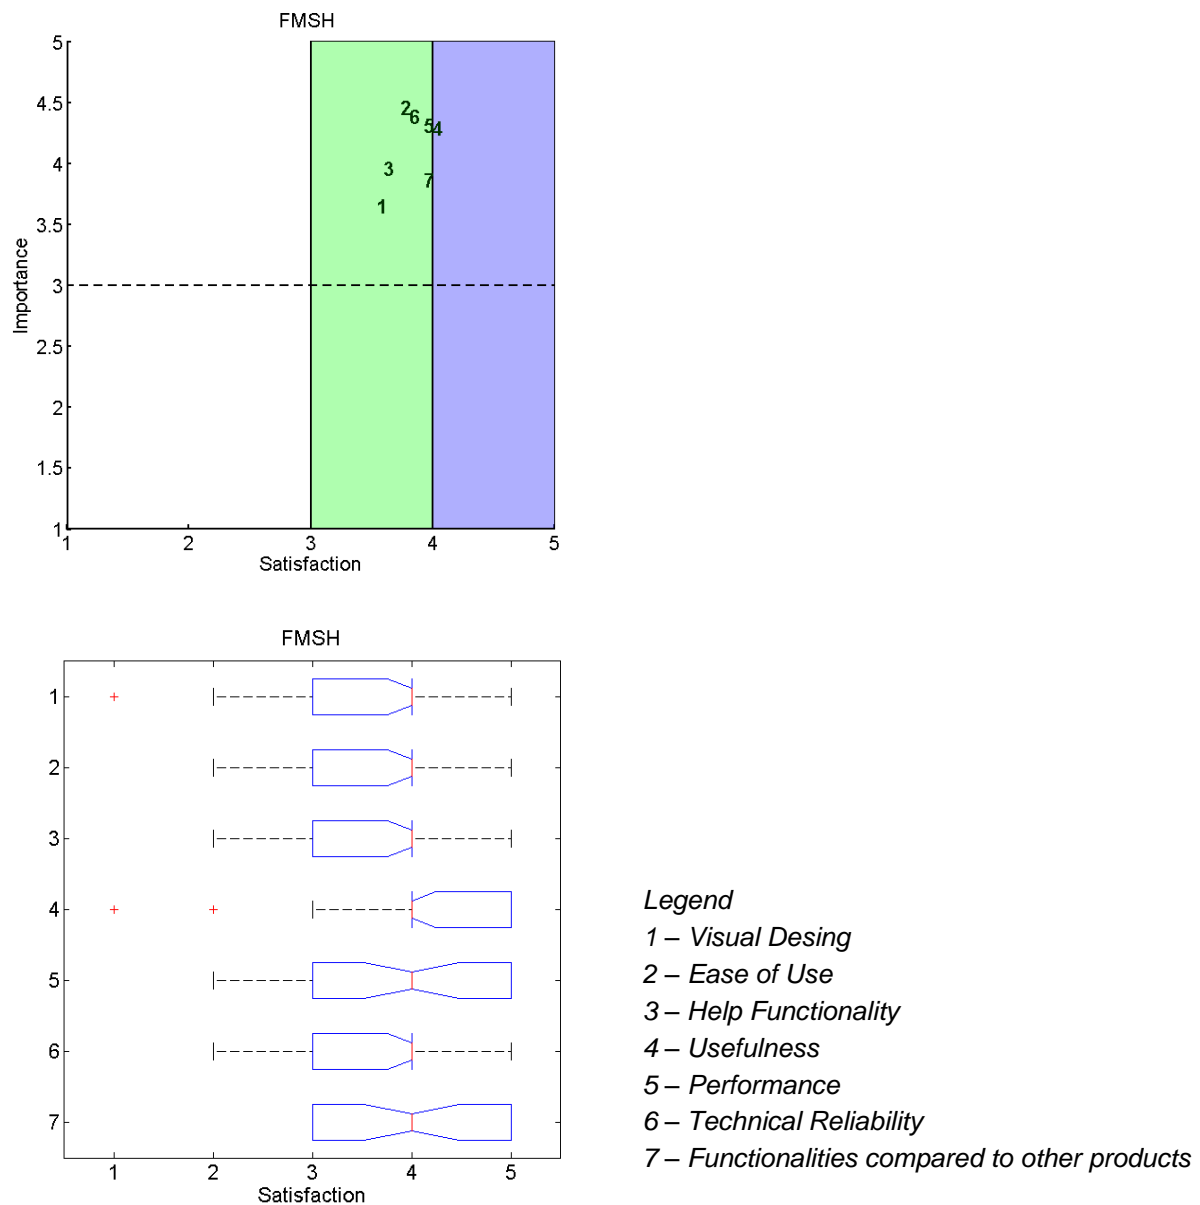 FMSH
5
4.5
4
3.5
3
2.5
2
1.5
1
Importance
2
6
5
4
3
7
1
1 2 3 4 5
Satisfaction
FMSH
1
2
3
4
5
6
7
1 2 3 4 5
Satisfaction
Legend
1 – Visual Desing
2 – Ease of Use
3 – Help Functionality
4 – Usefulness
5 – Performance
6 – Technical Reliability
7 – Functionalities compared to other products